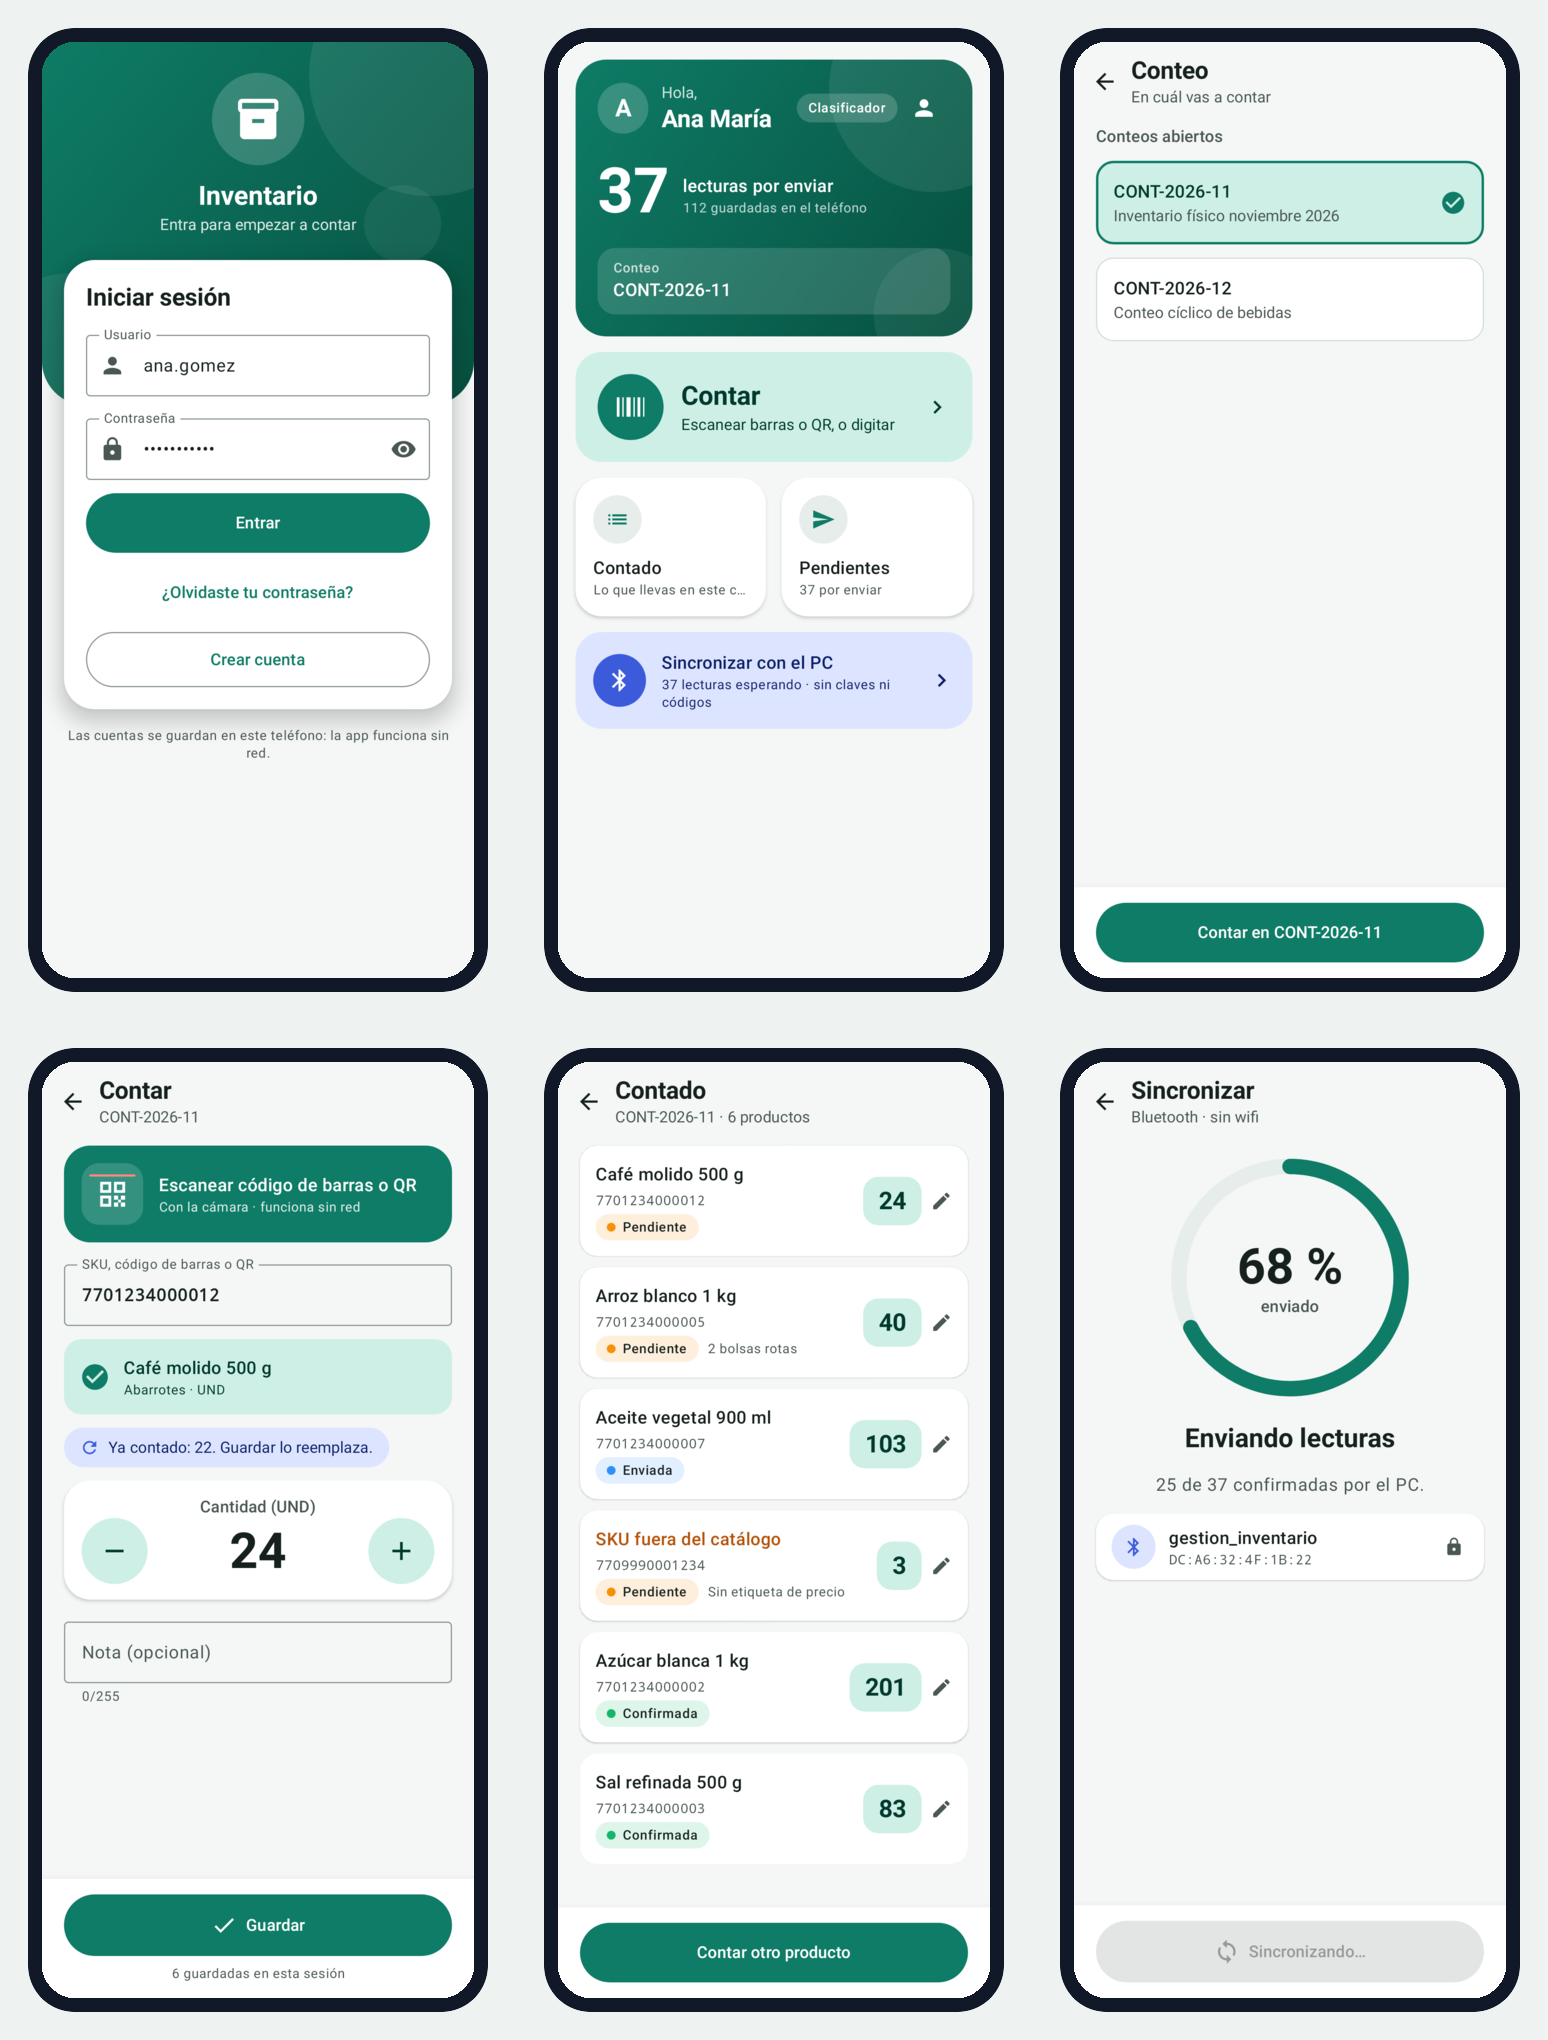 Inventario
Entra para empezar a contar
Iniciar sesión
Usuario
ana.gomez
Contraseña
•••••••••••
Entrar
¿Olvidaste tu contraseña?
Crear cuenta
Las cuentas se guardan en este teléfono: la app funciona sin
red.
A
Hola,
Ana María
Clasificador
37
lecturas por enviar
112 guardadas en el teléfono
Conteo
CONT-2026-11
Contar
Escanear barras o QR, o digitar
Contado
Lo que llevas en este c…
Pendientes
37 por enviar
Sincronizar con el PC
37 lecturas esperando · sin claves ni
códigos
Conteo
En cuál vas a contar
Conteos abiertos
CONT-2026-11
Inventario físico noviembre 2026
CONT-2026-12
Conteo cíclico de bebidas
Contar en CONT-2026-11
Contar
CONT-2026-11
Escanear código de barras o QR
Con la cámara · funciona sin red
SKU, código de barras o QR
7701234000012
Café molido 500 g
Abarrotes · UND
Ya contado: 22. Guardar lo reemplaza.
Cantidad (UND)
24
Nota (opcional)
0/255
Guardar
6 guardadas en esta sesión
Contado
CONT-2026-11 · 6 productos
Café molido 500 g
7701234000012
Pendiente
24
Arroz blanco 1 kg
7701234000005
Pendiente
2 bolsas rotas
40
Aceite vegetal 900 ml
7701234000007
Enviada
103
SKU fuera del catálogo
7709990001234
Pendiente
Sin etiqueta de precio
3
Azúcar blanca 1 kg
7701234000002
Confirmada
201
Sal refinada 500 g
7701234000003
Confirmada
83
Contar otro producto
Sincronizar
Bluetooth · sin wifi
68 %
enviado
Enviando lecturas
25 de 37 confirmadas por el PC.
gestion_inventario
DC:A6:32:4F:1B:22
Sincronizando…